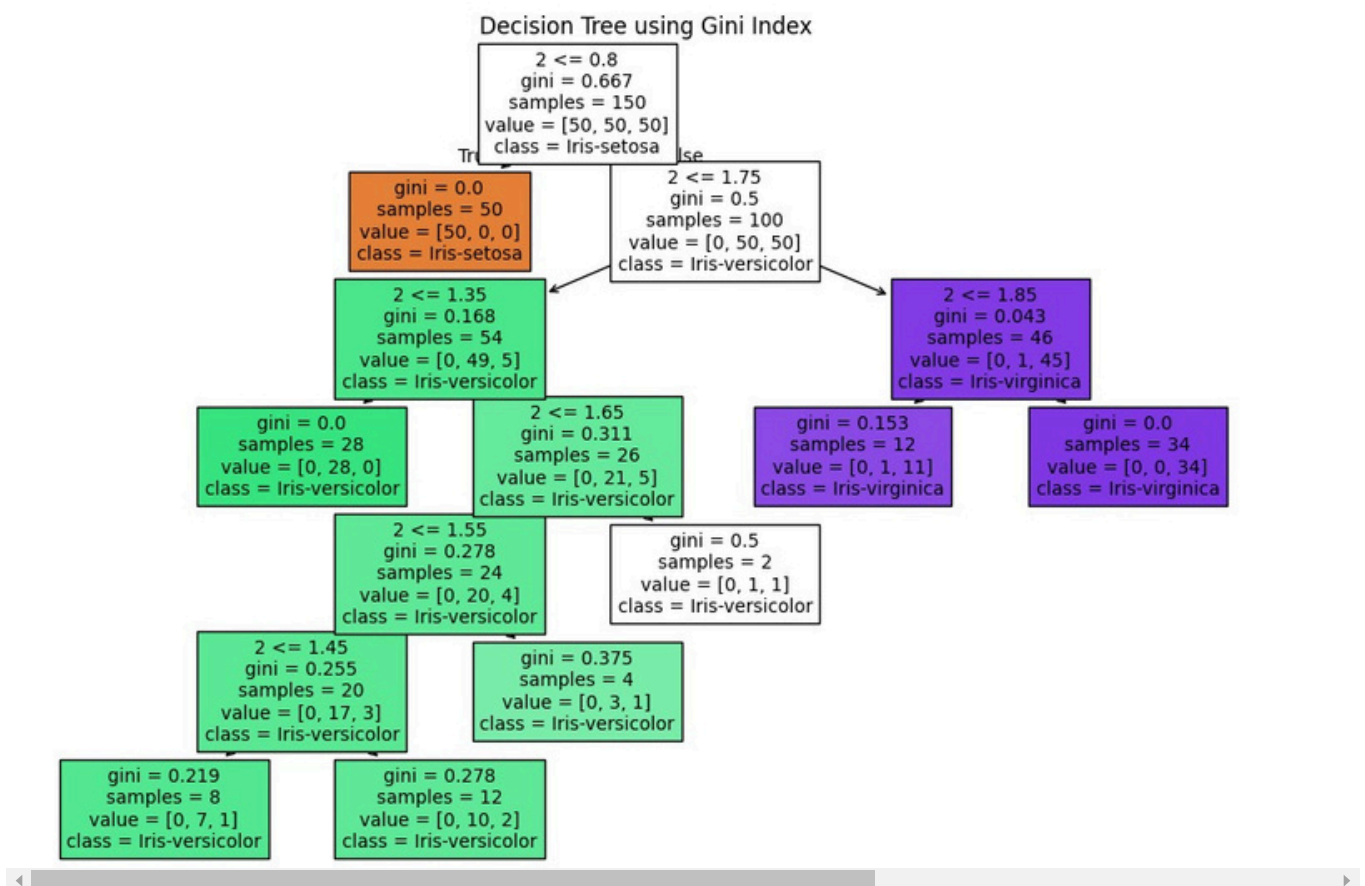 Decision Tree using Gini Index
2 <= 0.8
gini = 0.667
samples = 150
value = [50, 50, 50]
class = Iris-setosa
gini = 0.0
samples = 50
value = [50, 0, 0]
class = Iris-setosa
2 <= 1.75
gini = 0.5
samples = 100
value = [0, 50, 50]
class = Iris-versicolor
2 <= 1.35
gini = 0.168
samples = 54
value = [0, 49, 5]
class = Iris-versicolor
2 <= 1.85
gini = 0.043
samples = 46
value = [0, 1, 45]
class = Iris-virginica
gini = 0.0
samples = 28
value = [0, 28, 0]
class = Iris-versicolor
2 <= 1.65
gini = 0.311
samples = 26
value = [0, 21, 5]
class = Iris-versicolor
gini = 0.153
samples = 12
value = [0, 1, 11]
class = Iris-virginica
gini = 0.0
samples = 34
value = [0, 0, 34]
class = Iris-virginica
2 <= 1.55
gini = 0.278
samples = 24
value = [0, 20, 4]
class = Iris-versicolor
gini = 0.5
samples = 2
value = [0, 1, 1]
class = Iris-versicolor
2 <= 1.45
gini = 0.255
samples = 20
value = [0, 17, 3]
class = Iris-versicolor
gini = 0.375
samples = 4
value = [0, 3, 1]
class = Iris-versicolor
gini = 0.219
samples = 8
value = [0, 7, 1]
class = Iris-versicolor
gini = 0.278
samples = 12
value = [0, 10, 2]
class = Iris-versicolor